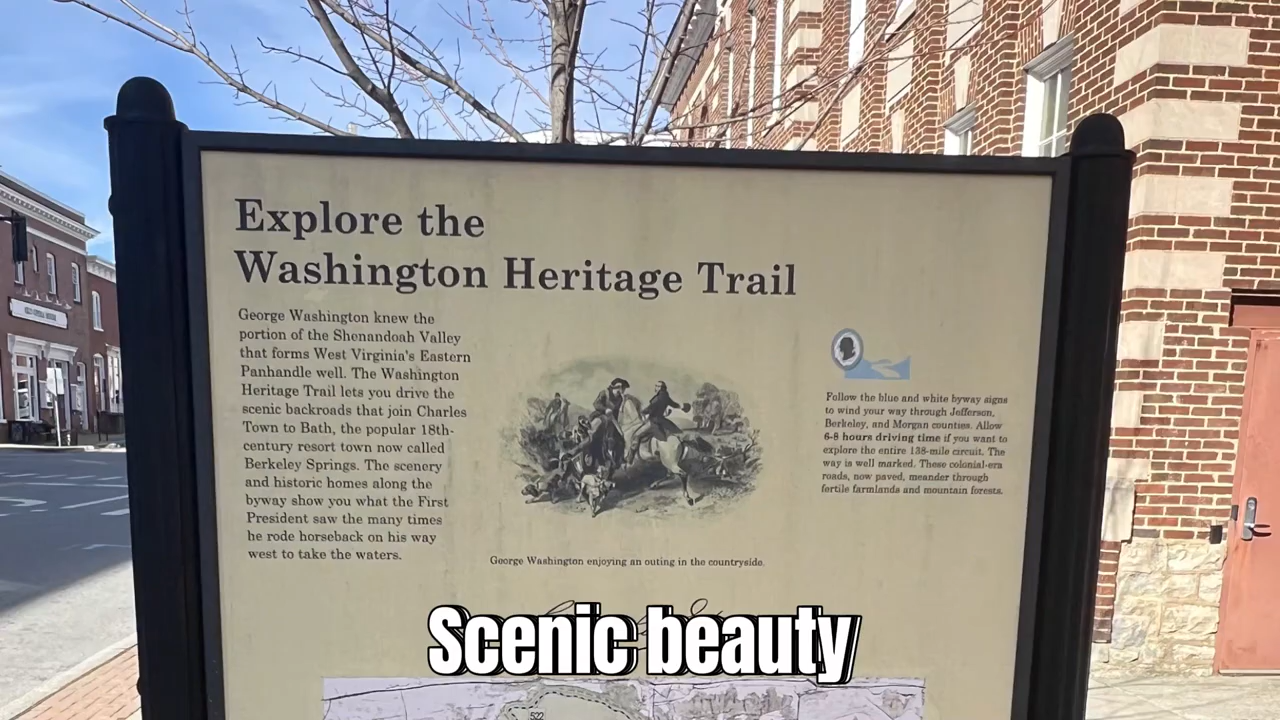 Explore the
Washington Heritage Trail
George Washington knew the
portion of the Shenandoah Valley
that forms West Virginia's Eastern
Panhandle well. The Washington
Heritage Trail lets you drive the
scenic backroads that join Charles
Town to Bath, the popular 18th-
century resort town now called
Berkeley Springs. The scenery
and historic homes along the
byway show you what the First
President saw the many times
he rode horseback on his way
west to take the waters.
George Washington enjoying an outing in the countryside.
Follow the blue and white byway signs
to wind your way through Jefferson,
Berkeley, and Morgan counties. Allow
6-8 hours driving time if you want to
explore the entire 138-mile circuit. The
way is well marked. These colonial-era
roads, now paved, meander through
fertile farmlands and mountain forests.
Scenic beauty
522